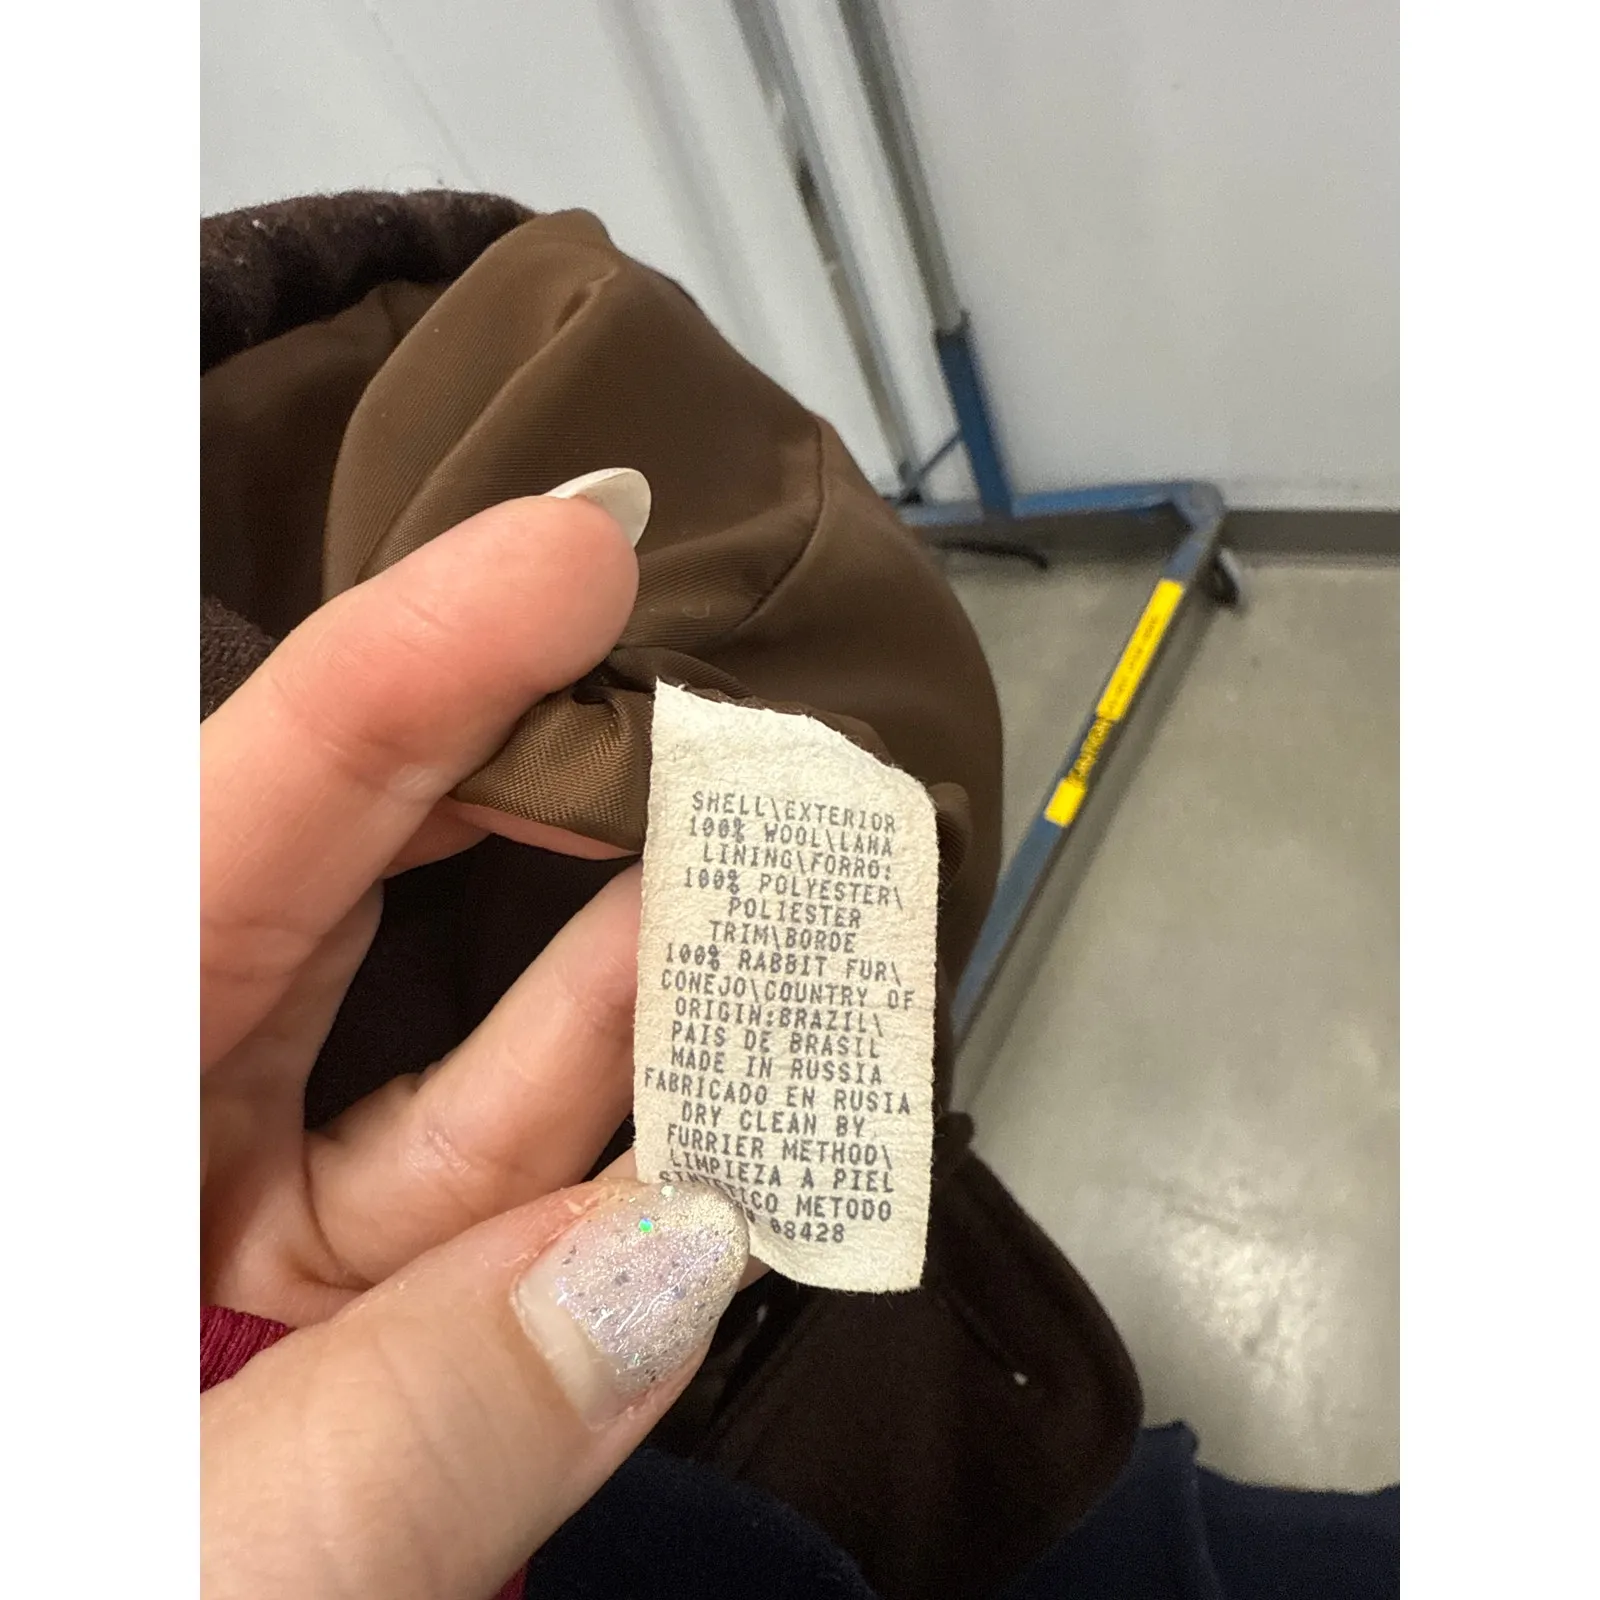 SHELL\EXTERIOR
100% WOOL\LANA
LINING\FORRO:
100% POLYESTER\
POLIESTER
TRIM\BORDE
100% RABBIT FUR\
CONEJO\COUNTRY OF
ORIGIN:BRAZIL\
PAIS DE BRASIL
MADE IN RUSSIA
FABRICADO EN RUSIA
DRY CLEAN BY
FURRIER METHOD\
LIMPIEZA A PIEL
SINTETICO METODO
08428
CAUTION